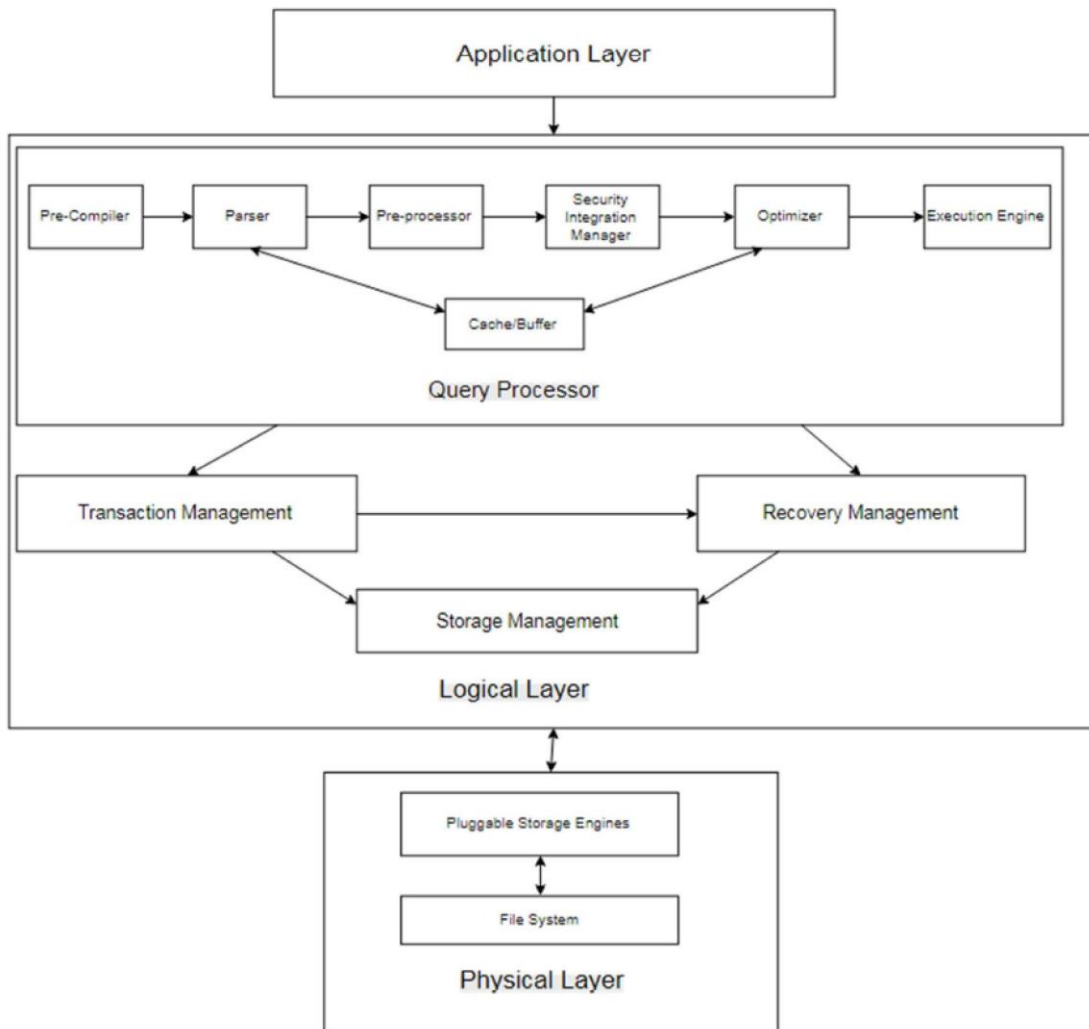 Application Layer
Pre-Compiler
Parser
Pre-processor
Security
Integration
Manager
Optimizer
Execution Engine
Cache/Buffer
Query Processor
Transaction Management
Recovery Management
Storage Management
Logical Layer
Pluggable Storage Engines
File System
Physical Layer